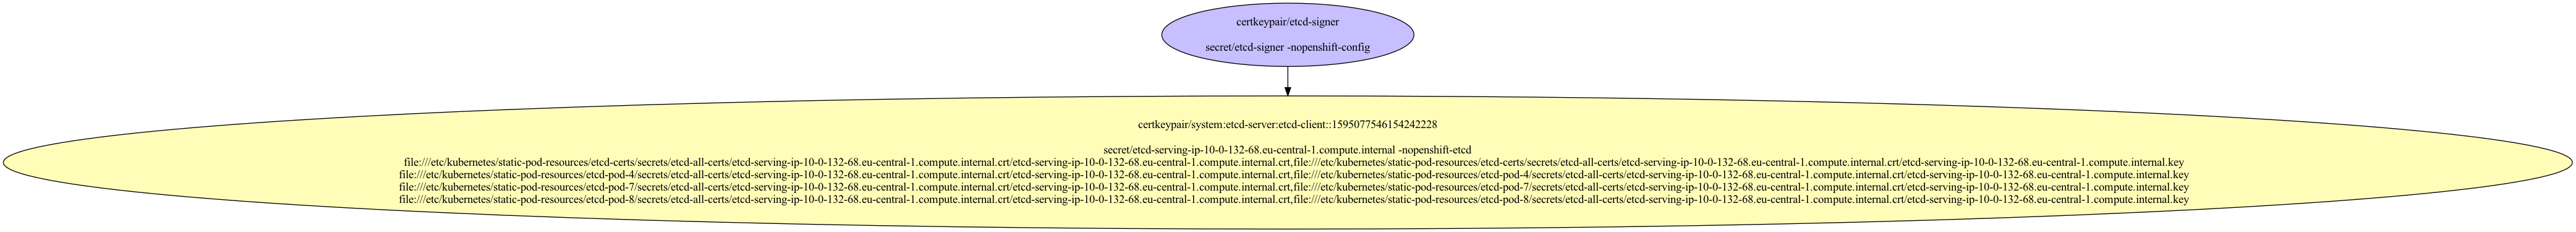 certkeypair/etcd-signer
secret/etcd-signer -nopenshift-config
certkeypair/system:etcd-server:etcd-client::1595077546154242228
secret/etcd-serving-ip-10-0-132-68.eu-central-1.compute.internal -nopenshift-etcd
file:///etc/kubernetes/static-pod-resources/etcd-certs/secrets/etcd-all-certs/etcd-serving-ip-10-0-132-68.eu-central-1.compute.internal.crt/etcd-serving-ip-10-0-132-68.eu-central-1.compute.internal.crt,file:///etc/kubernetes/static-pod-resources/etcd-certs/secrets/etcd-all-certs/etcd-serving-ip-10-0-132-68.eu-central-1.compute.internal.crt/etcd-serving-ip-10-0-132-68.eu-central-1.compute.internal.key
file:///etc/kubernetes/static-pod-resources/etcd-pod-4/secrets/etcd-all-certs/etcd-serving-ip-10-0-132-68.eu-central-1.compute.internal.crt/etcd-serving-ip-10-0-132-68.eu-central-1.compute.internal.crt,file:///etc/kubernetes/static-pod-resources/etcd-pod-4/secrets/etcd-all-certs/etcd-serving-ip-10-0-132-68.eu-central-1.compute.internal.crt/etcd-serving-ip-10-0-132-68.eu-central-1.compute.internal.key
file:///etc/kubernetes/static-pod-resources/etcd-pod-7/secrets/etcd-all-certs/etcd-serving-ip-10-0-132-68.eu-central-1.compute.internal.crt/etcd-serving-ip-10-0-132-68.eu-central-1.compute.internal.crt,file:///etc/kubernetes/static-pod-resources/etcd-pod-7/secrets/etcd-all-certs/etcd-serving-ip-10-0-132-68.eu-central-1.compute.internal.crt/etcd-serving-ip-10-0-132-68.eu-central-1.compute.internal.key
file:///etc/kubernetes/static-pod-resources/etcd-pod-8/secrets/etcd-all-certs/etcd-serving-ip-10-0-132-68.eu-central-1.compute.internal.crt/etcd-serving-ip-10-0-132-68.eu-central-1.compute.internal.crt,file:///etc/kubernetes/static-pod-resources/etcd-pod-8/secrets/etcd-all-certs/etcd-serving-ip-10-0-132-68.eu-central-1.compute.internal.crt/etcd-serving-ip-10-0-132-68.eu-central-1.compute.internal.key